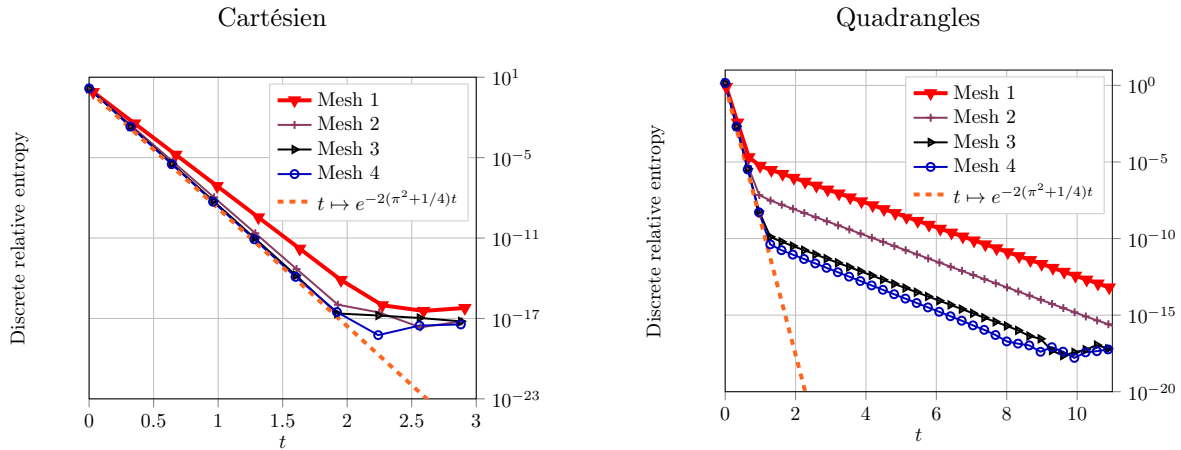 Cartésien
Discrete relative entropy
10^1
10^{-5}
10^{-11}
10^{-17}
10^{-23}
Mesh 1
Mesh 2
Mesh 3
Mesh 4
t ↦ e^{-2(π^2+1/4)t}
0 0.5 1 1.5 2 2.5 3
t
Quadrangles
Discrete relative entropy
10^0
10^{-5}
10^{-10}
10^{-15}
10^{-20}
Mesh 1
Mesh 2
Mesh 3
Mesh 4
t ↦ e^{-2(π^2+1/4)t}
0 2 4 6 8 10
t